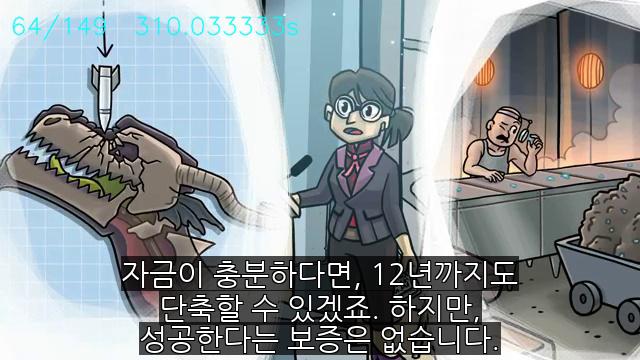 64/149 310.033333s
자금이 충분하다면, 12년까지도
단축할 수 있겠죠. 하지만,
성공한다는 보증은 없습니다.